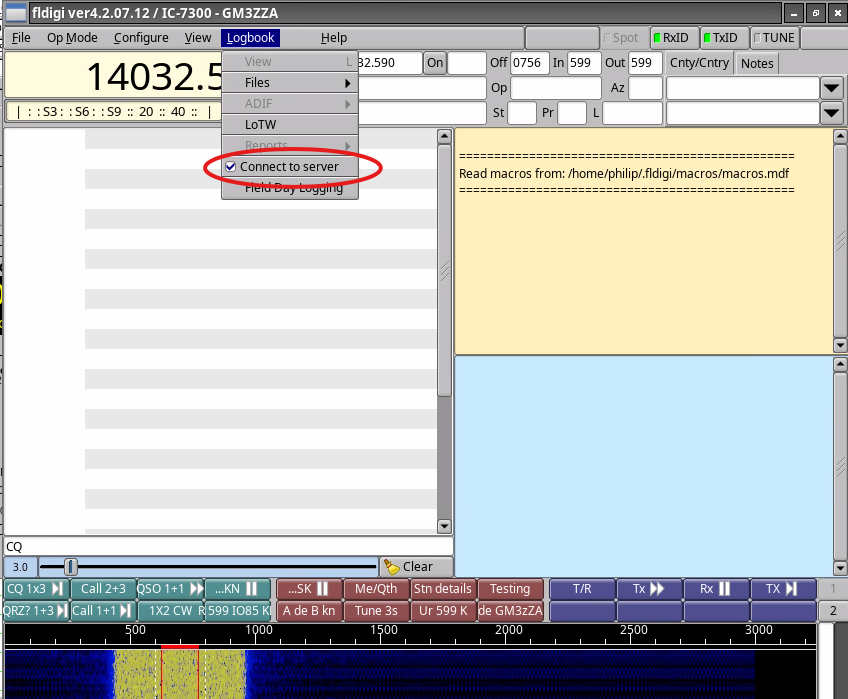 fldigi ver4.2.07.12 / IC-7300 - GM3ZZA
File Op Mode Configure View Logbook Help Spot RxID TxID TUNE
14032.5 32.590 On Off 0756 In 599 Out 599 Cnty/Cntry Notes
View L
Files
Op Az
ADIF
| : : S3 : : S6 : : S9 :: 20 :: 40 :: | St Pr L
LoTW
Reports
Connect to server
Field Day Logging
================================================
Read macros from: /home/philip/.fldigi/macros/macros.mdf
================================================
CQ
3.0 Clear
CQ 1x3 Call 2+3 QSO 1+1 ...KN ...SK Me/Qth Stn details Testing T/R Tx Rx TX 1
QRZ? 1+3 Call 1+1 1X2 CW R 599 IO85 K A de B kn Tune 3s Ur 599 K de GM3zZA 2
500 1000 1500 2000 2500 3000